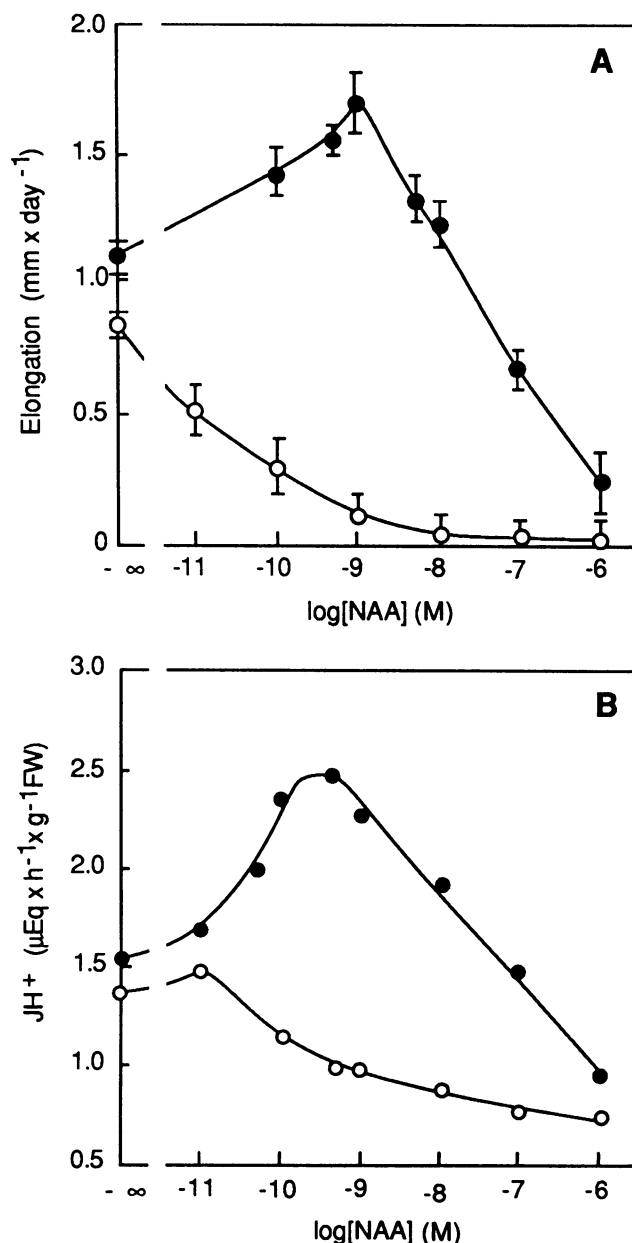 A
2.0
1.5
1.0
0.5
0
Elongation (mm x day -1)
- ∞ -11 -10 -9 -8 -7 -6
log[NAA] (M)
B
3.0
2.5
2.0
1.5
1.0
0.5
JH+ (μEq x h-1x g-1FW)
- ∞ -11 -10 -9 -8 -7 -6
log[NAA] (M)